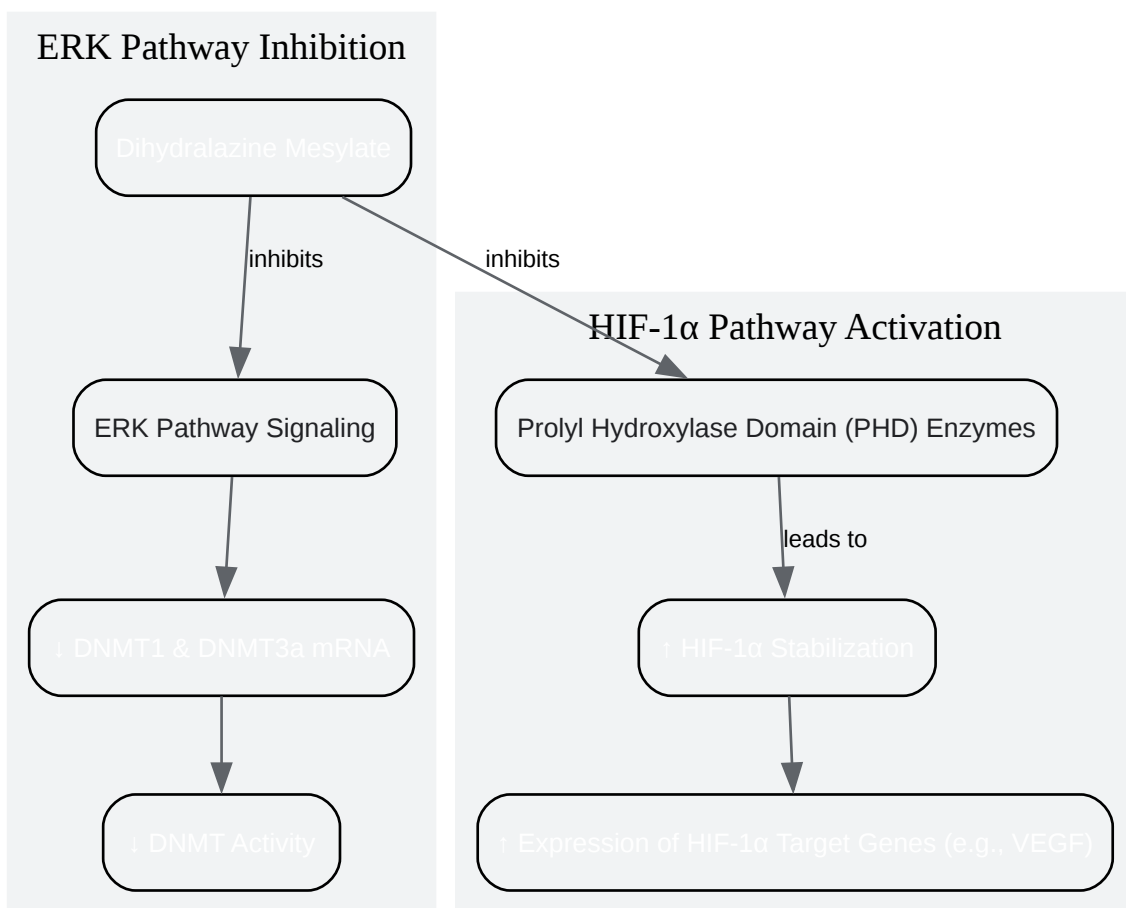 ERK Pathway Inhibition
Dihydralazine Mesylate
inhibits
inhibits
HIF-1α Pathway Activation
ERK Pathway Signaling
Prolyl Hydroxylase Domain (PHD) Enzymes
leads to
↓ DNMT1 & DNMT3a mRNA
↑ HIF-1α Stabilization
↓ DNMT Activity
↑ Expression of HIF-1α Target Genes (e.g., VEGF)